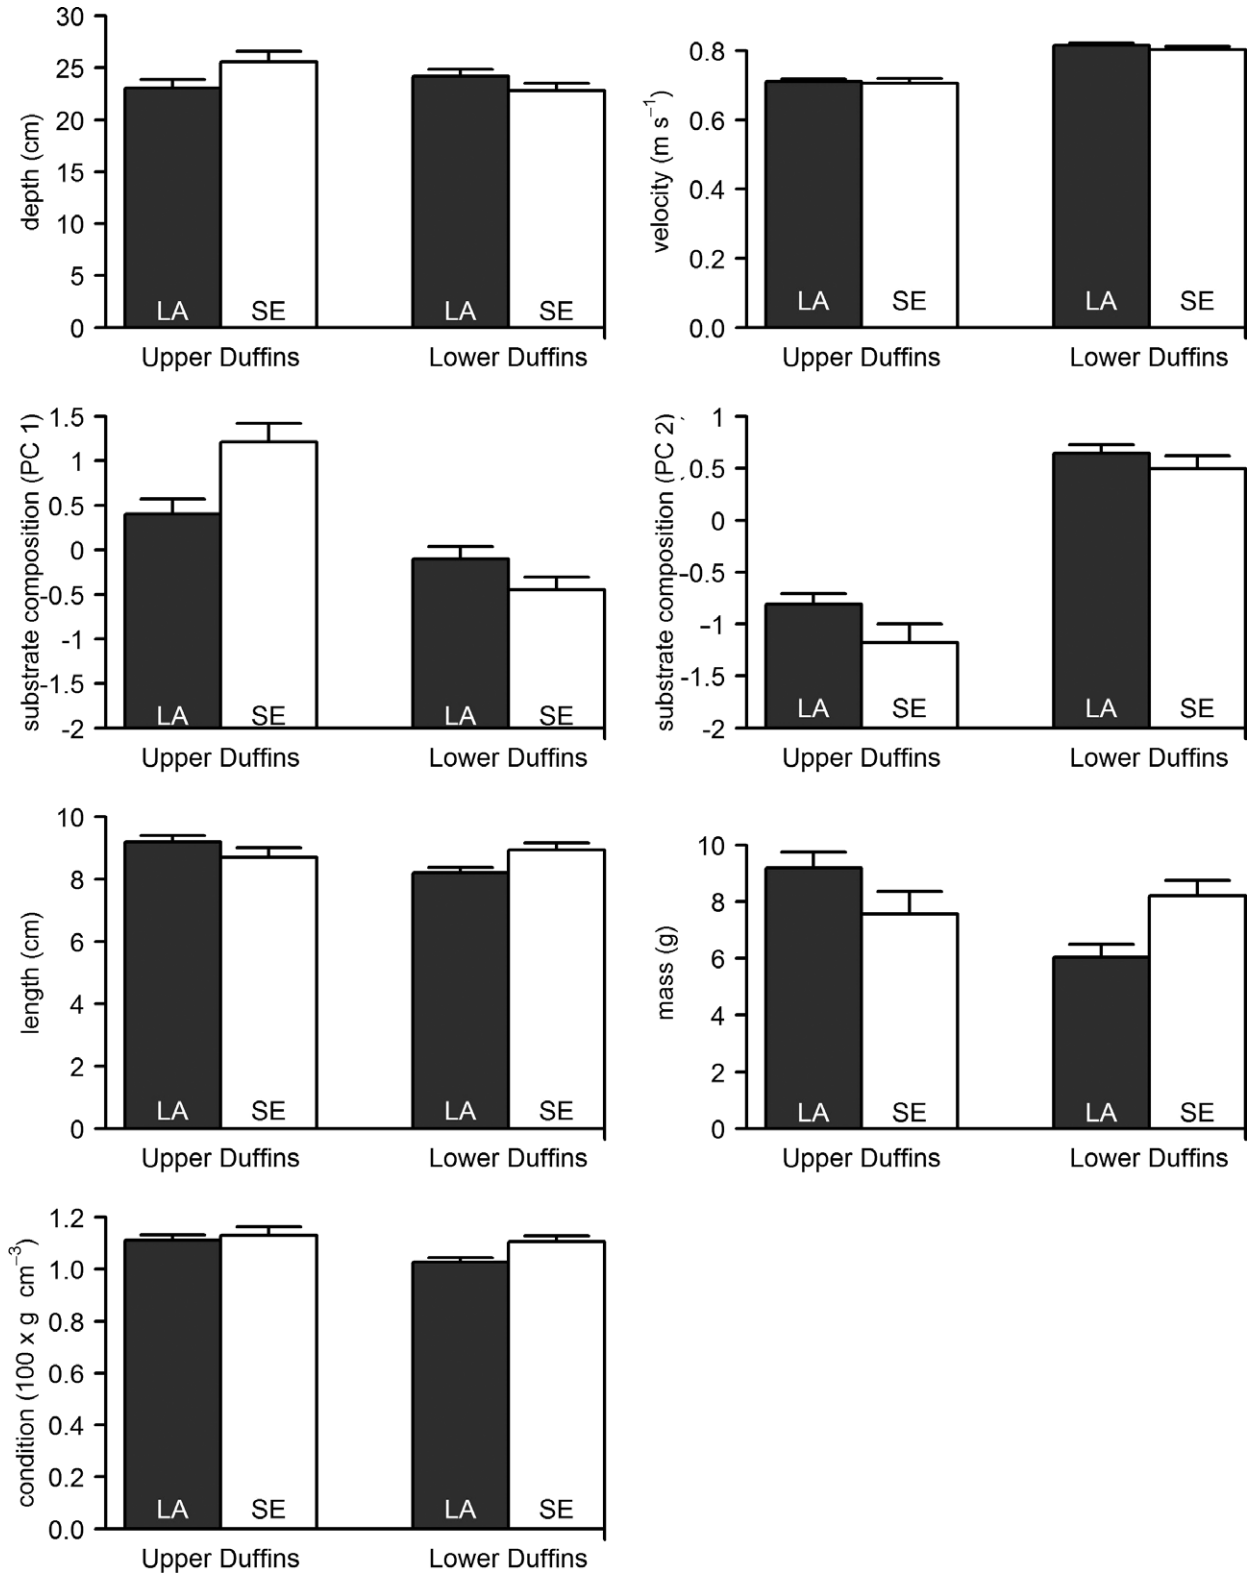 depth (cm)
30
25
20
15
10
5
0
LA SE LA SE
Upper Duffins Lower Duffins
velocity (m s⁻¹)
0.8
0.6
0.4
0.2
0.0
LA SE LA SE
Upper Duffins Lower Duffins
substrate composition (PC 1)
1.5
1
0.5
0
-0.5
-1
-1.5
-2
LA SE LA SE
Upper Duffins Lower Duffins
substrate composition (PC 2)
1
0.5
0
-0.5
-1
-1.5
-2
LA SE LA SE
Upper Duffins Lower Duffins
length (cm)
10
8
6
4
2
0
LA SE LA SE
Upper Duffins Lower Duffins
mass (g)
10
8
6
4
2
0
LA SE LA SE
Upper Duffins Lower Duffins
condition (100 x g cm⁻³)
1.2
1.0
0.8
0.6
0.4
0.2
0.0
LA SE LA SE
Upper Duffins Lower Duffins